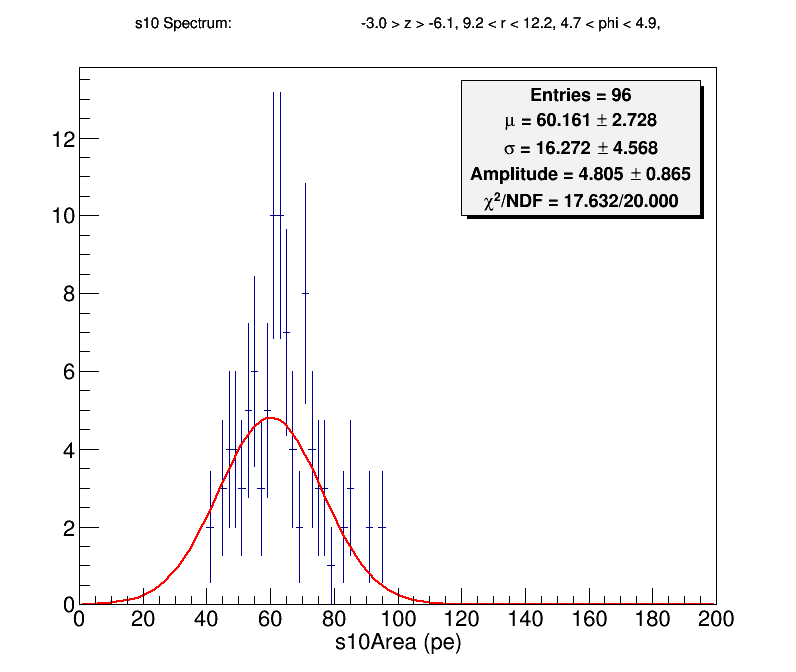 s10 Spectrum: -3.0 > z > -6.1, 9.2 < r < 12.2, 4.7 < phi < 4.9,
Entries = 96
μ = 60.161 ± 2.728
σ = 16.272 ± 4.568
Amplitude = 4.805 ± 0.865
χ²/NDF = 17.632/20.000
12
10
8
6
4
2
0
0 20 40 60 80 100 120 140 160 180 200
s10Area (pe)